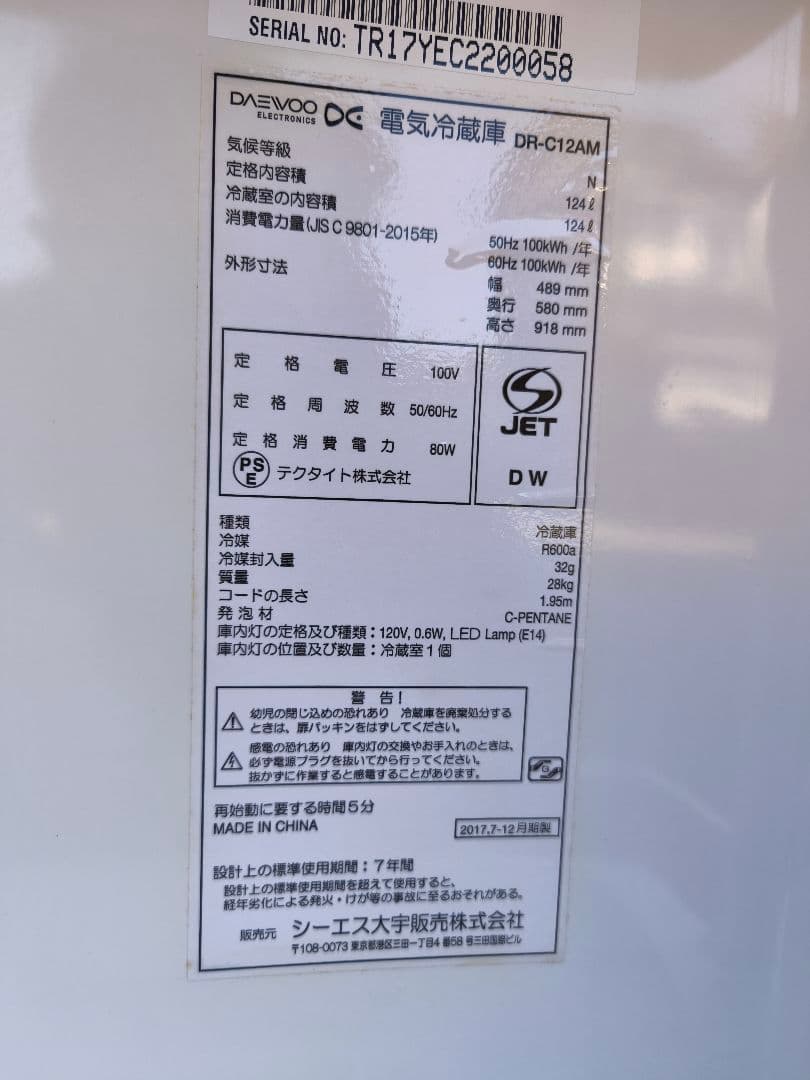 SERIAL NO: TR17YEC2200058
DAEWOO ELECTRONICS 電気冷蔵庫 DR-C12AM
気候等級 N
定格内容積 124ℓ
冷蔵室の内容積 124ℓ
消費電力量(JIS C 9801-2015年) 50Hz 100kWh /年
60Hz 100kWh /年
外形寸法 幅 489 mm
奥行 580 mm
高さ 918 mm
定格電圧 100V
定格周波数 50/60Hz
定格消費電力 80W
PSE テクタイト株式会社
JET
DW
種類 冷蔵庫
冷媒 R600a
冷媒封入量 32g
質量 28kg
コードの長さ 1.95m
発泡材 C-PENTANE
庫内灯の定格及び種類：120V, 0.6W, LED Lamp (E14)
庫内灯の位置及び数量：冷蔵室1個
警告！
幼児の閉じ込めの恐れあり 冷蔵庫を廃棄処分する
ときは、扉パッキンをはずしてください。
感電の恐れあり 庫内灯の交換やお手入れのときは、
必ず電源プラグを抜いてから行ってください。
抜かずに作業すると感電することがあります。
再始動に要する時間5分
MADE IN CHINA
2017.7-12月期製
設計上の標準使用期間：7年間
設計上の標準使用期間を超えて使用すると、
経年劣化による発火・けが等の事故に至るおそれがある。
販売元 シーエス大宇販売株式会社
〒108-0073 東京都港区三田一丁目4番58号三田国際ビル